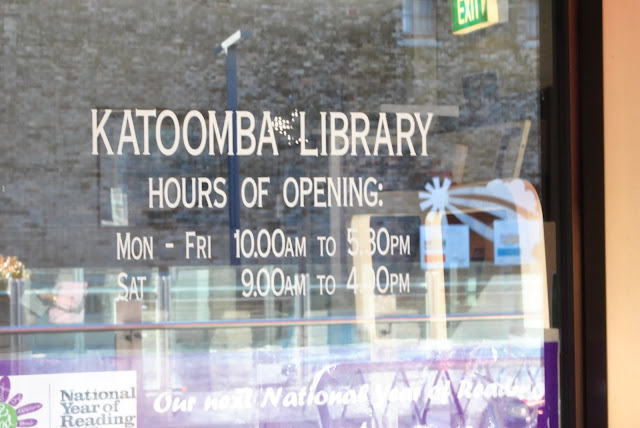 EXIT
KATOOMBA LIBRARY
HOURS OF OPENING:
MON - FRI 10.00AM TO 5.30PM
SAT 9.00AM TO 4.00PM
National
Year of
Reading
Our next National Year of Reading